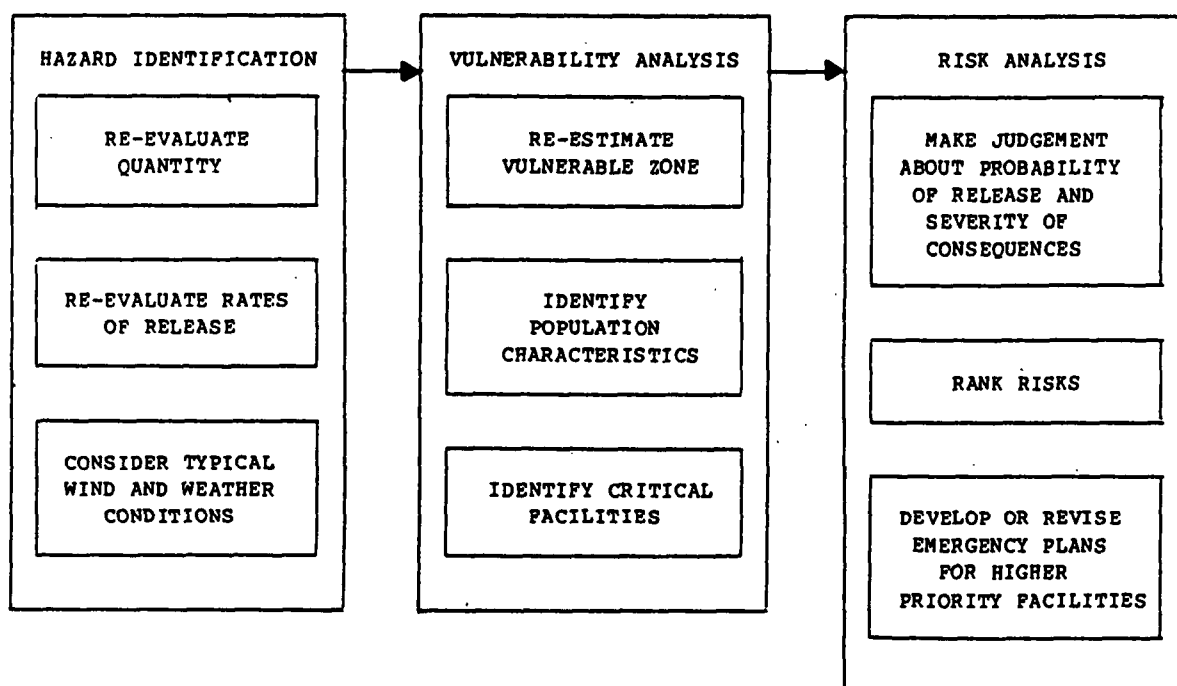 HAZARD IDENTIFICATION
RE-EVALUATE
QUANTITY
RE-EVALUATE RATES
OF RELEASE
CONSIDER TYPICAL
WIND AND WEATHER
CONDITIONS
VULNERABILITY ANALYSIS
RE-ESTIMATE
VULNERABLE ZONE
IDENTIFY
POPULATION
CHARACTERISTICS
IDENTIFY CRITICAL
FACILITIES
RISK ANALYSIS
MAKE JUDGEMENT
ABOUT PROBABILITY
OF RELEASE AND
SEVERITY OF
CONSEQUENCES
RANK RISKS
DEVELOP OR REVISE
EMERGENCY PLANS
FOR HIGHER
PRIORITY FACILITIES